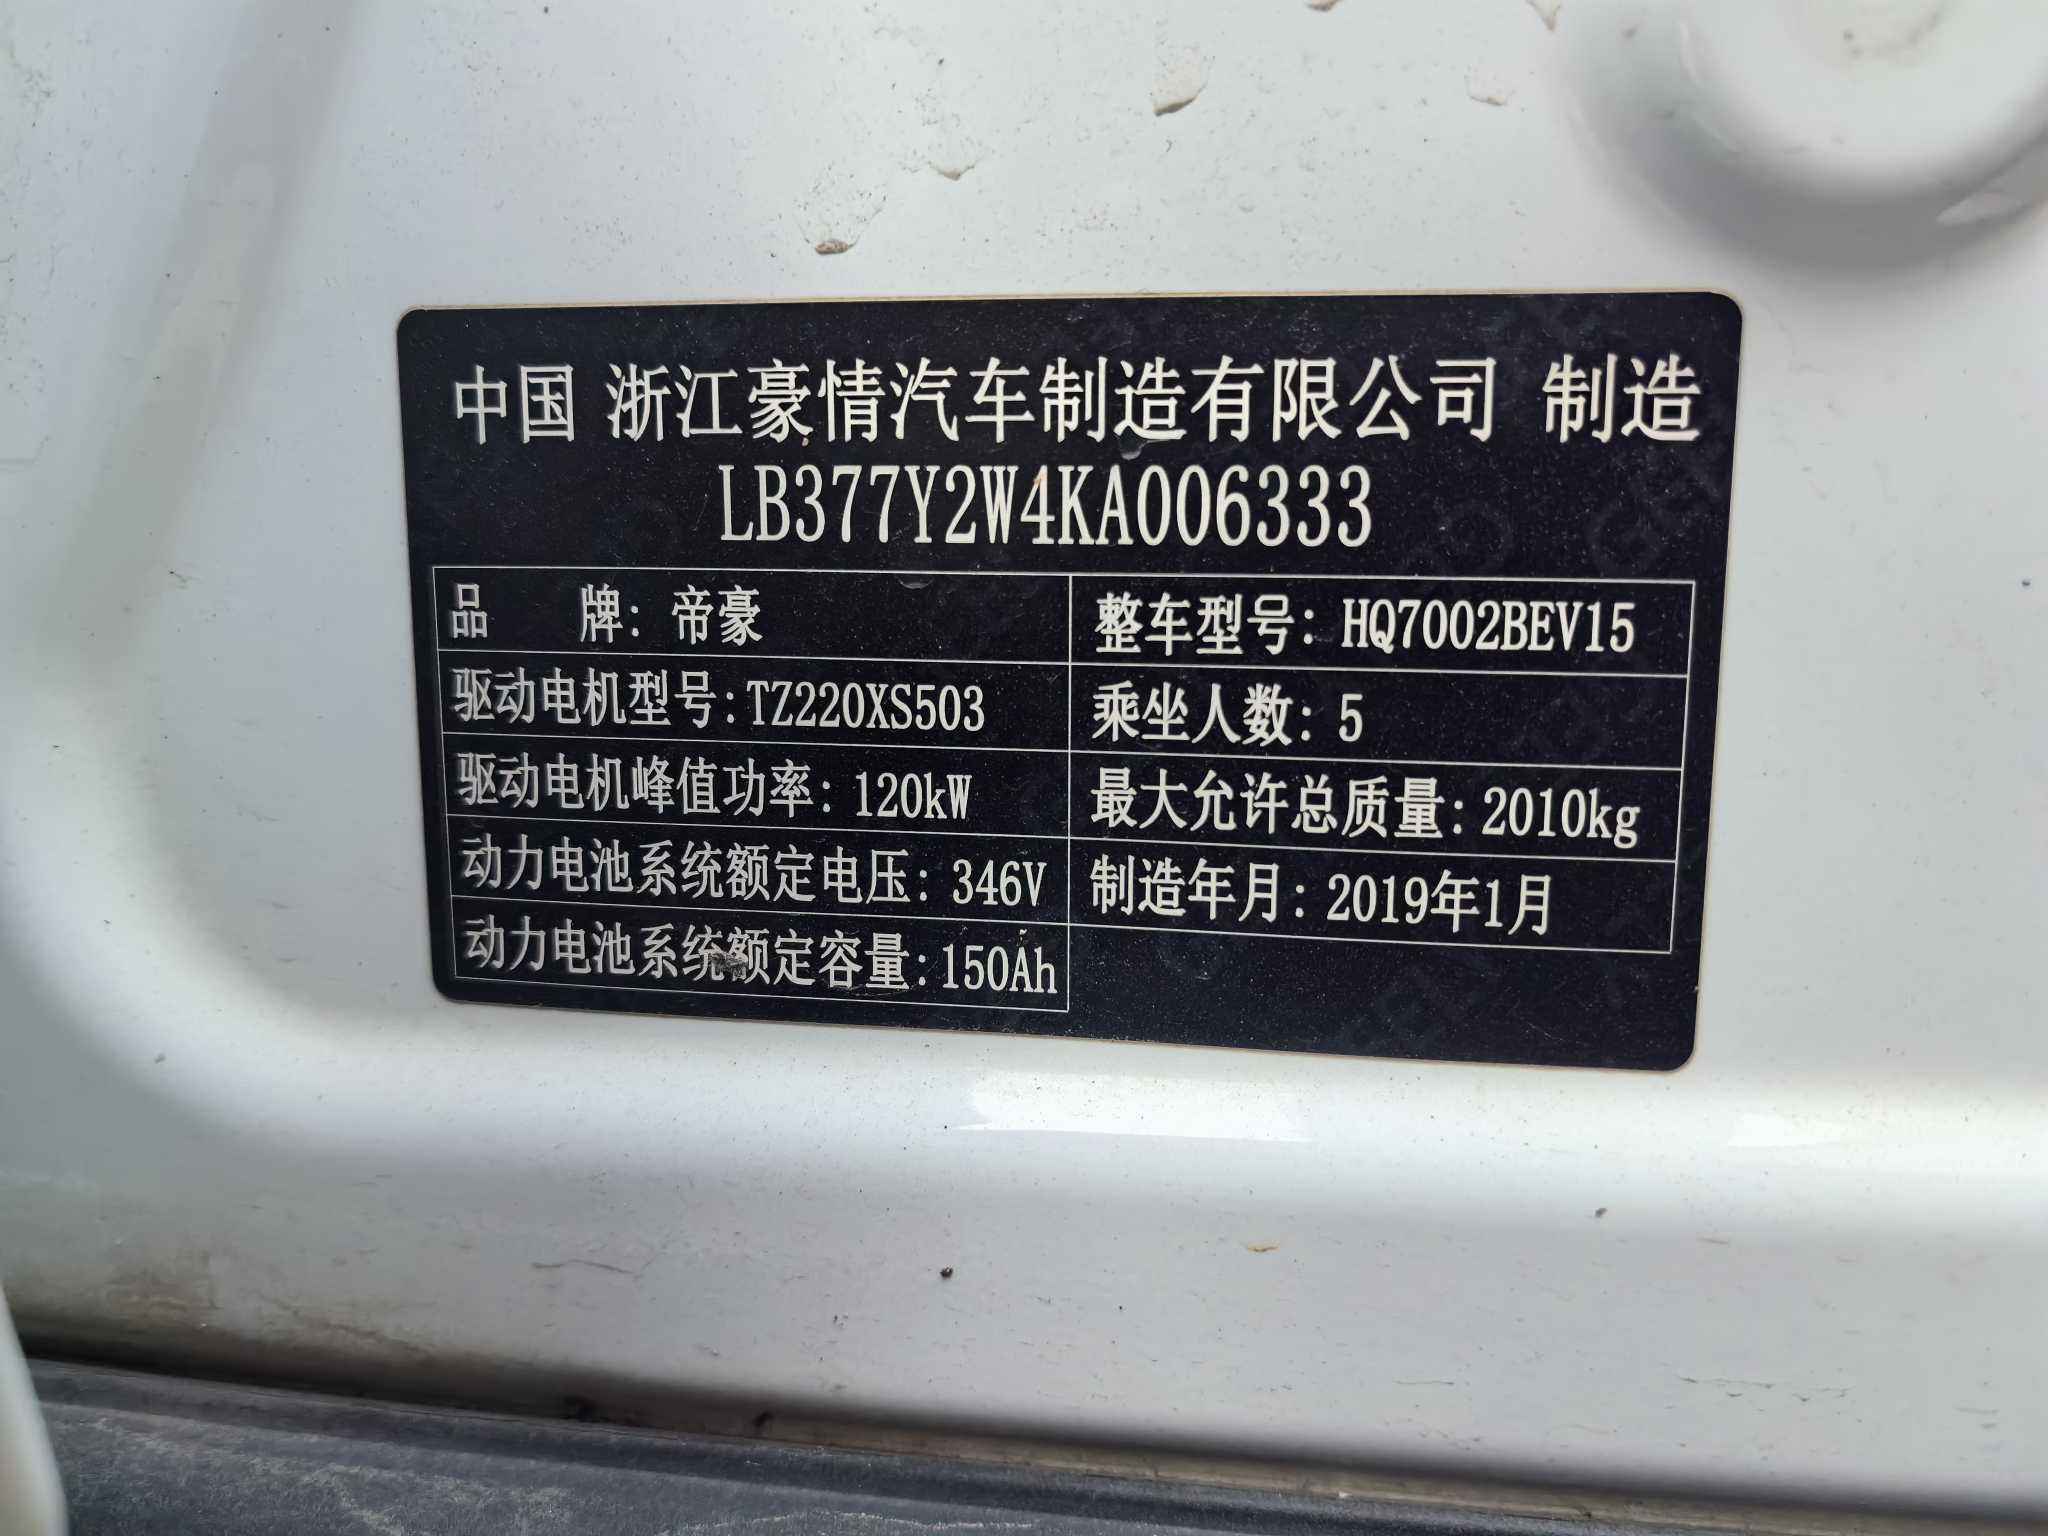 中国 浙江豪情汽车制造有限公司 制造
LB377Y2W4KA006333
品 牌: 帝豪
整车型号: HQ7002BEV15
驱动电机型号:TZ220XS503
乘坐人数: 5
驱动电机峰值功率: 120kW
最大允许总质量: 2010kg
动力电池系统额定电压: 346V
制造年月: 2019年1月
动力电池系统额定容量:150Ah